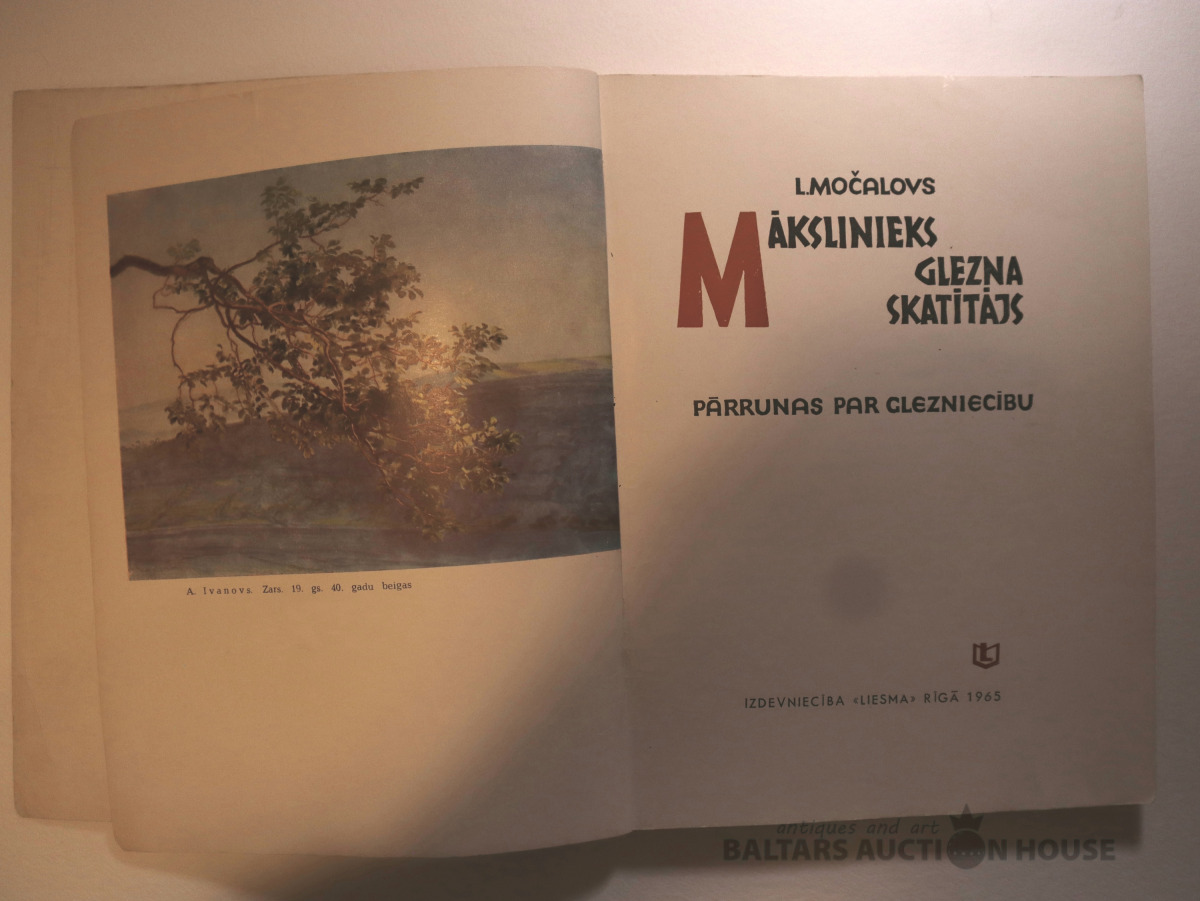 A. Ivanovs. Zars. 19. gs. 40. gadu beigas
L.MOČALOVS
MĀKSLINIEKS
GLEZNA
SKATĪTĀJS
PĀRRUNAS PAR GLEZNIECĪBU
IZDEVNIECĪBA «LIESMA» RĪGĀ 1965
antiques and art
BALTARS AUCTION HOUSE